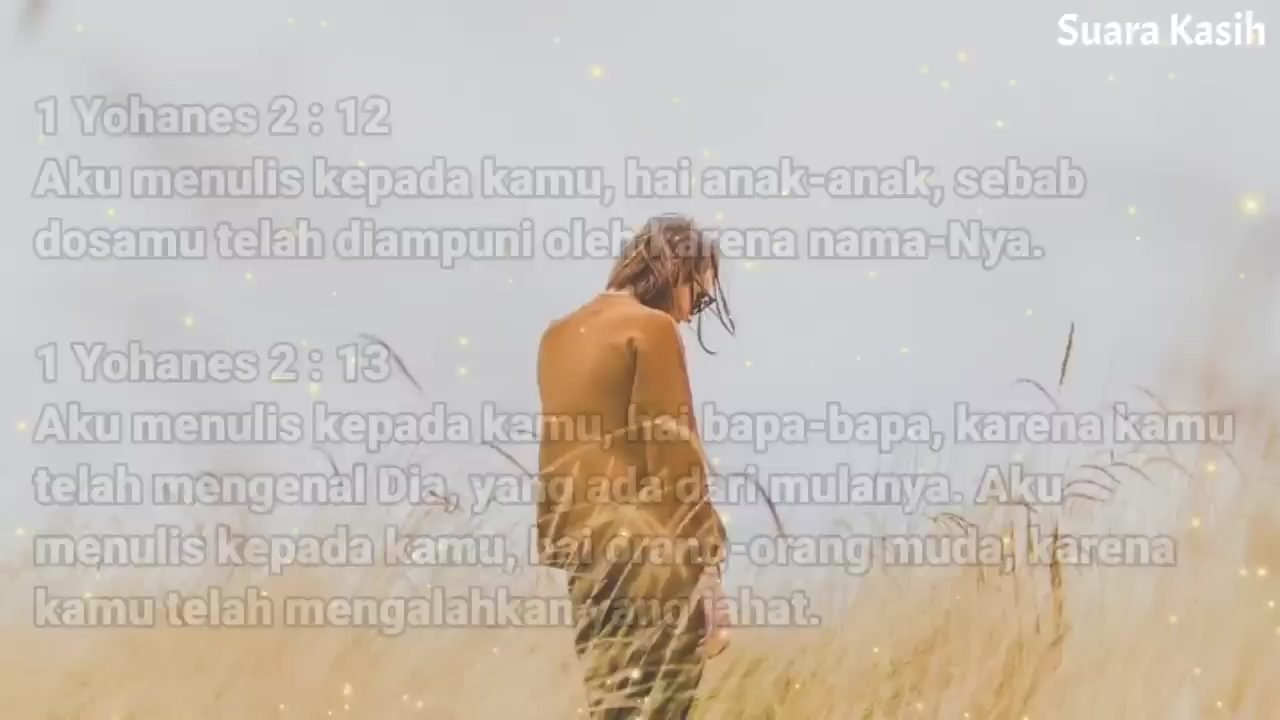 Suara Kasih
1 Yohanes 2 : 12
Aku menulis kepada kamu, hai anak-anak, sebab
dosamu telah diampuni oleh karena nama-Nya.
1 Yohanes 2 : 13
Aku menulis kepada kamu, hai bapa-bapa, karena kamu
telah mengenal Dia, yang ada dari mulanya. Aku
menulis kepada kamu, hai orang-orang muda, karena
kamu telah mengalahkan yang jahat.